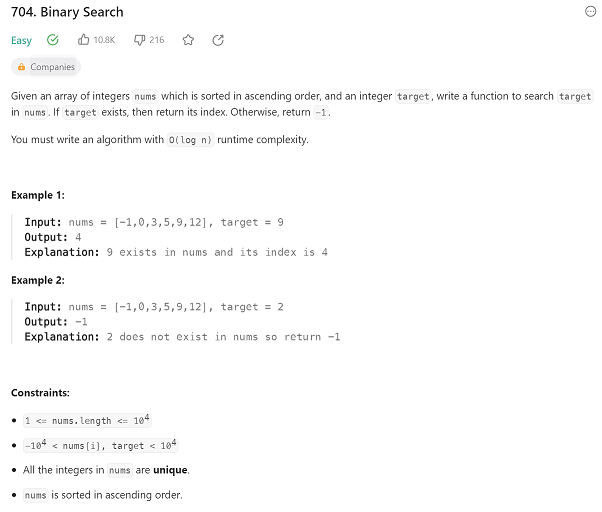 704. Binary Search
Easy 10.8K 216
Companies
Given an array of integers nums which is sorted in ascending order, and an integer target, write a function to search target
in nums. If target exists, then return its index. Otherwise, return -1.
You must write an algorithm with O(log n) runtime complexity.
Example 1:
Input: nums = [-1,0,3,5,9,12], target = 9
Output: 4
Explanation: 9 exists in nums and its index is 4
Example 2:
Input: nums = [-1,0,3,5,9,12], target = 2
Output: -1
Explanation: 2 does not exist in nums so return -1
Constraints:
• 1 <= nums.length <= 10⁴
• -10⁴ < nums[i], target < 10⁴
• All the integers in nums are unique.
• nums is sorted in ascending order.